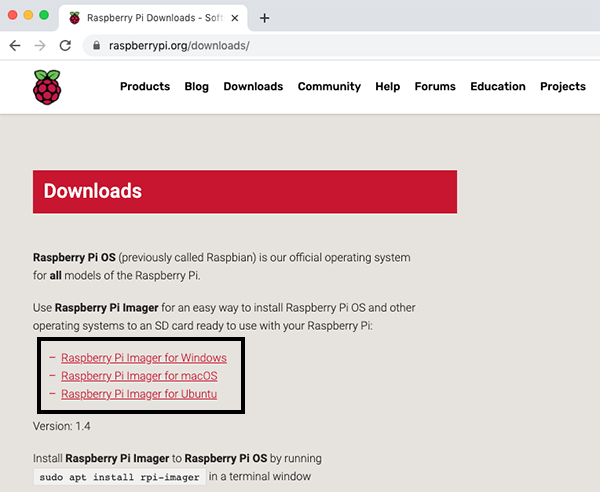 Raspberry Pi Downloads - Soft
raspberrypi.org/downloads/
Products Blog Downloads Community Help Forums Education Projects
Downloads
Raspberry Pi OS (previously called Raspbian) is our official operating system
for all models of the Raspberry Pi.
Use Raspberry Pi Imager for an easy way to install Raspberry Pi OS and other
operating systems to an SD card ready to use with your Raspberry Pi:
– Raspberry Pi Imager for Windows
– Raspberry Pi Imager for macOS
– Raspberry Pi Imager for Ubuntu
Version: 1.4
Install Raspberry Pi Imager to Raspberry Pi OS by running
sudo apt install rpi-imager in a terminal window